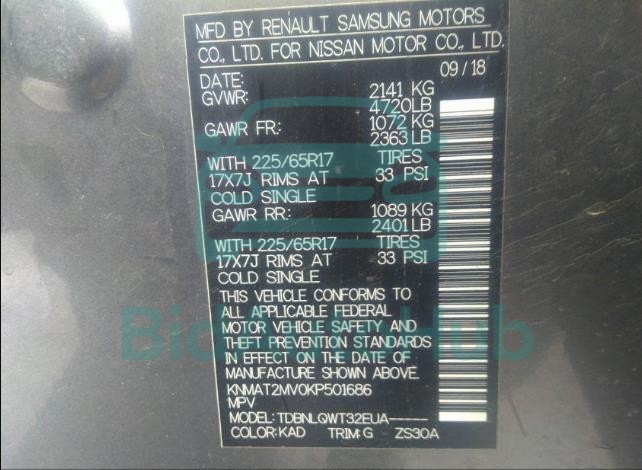 MFD BY RENAULT SAMSUNG MOTORS
CO., LTD. FOR NISSAN MOTOR CO., LTD.
DATE: 09/18
GVWR: 2141 KG
4720LB
GAWR FR: 1072 KG
2363 LB
WITH 225/65R17 TIRES
17X7J RIMS AT 33 PSI
COLD SINGLE
GAWR RR: 1089 KG
2401 LB
WITH 225/65R17 TIRES
17X7J RIMS AT 33 PSI
COLD SINGLE
THIS VEHICLE CONFORMS TO
ALL APPLICABLE FEDERAL
MOTOR VEHICLE SAFETY AND
THEFT PREVENTION STANDARDS
IN EFFECT ON THE DATE OF
MANUFACTURE SHOWN ABOVE.
KNMAT2MV0KP501686
MPV
MODEL: TDBNLQWT32EUA-----
COLOR: KAD TRIM: G ZS30A